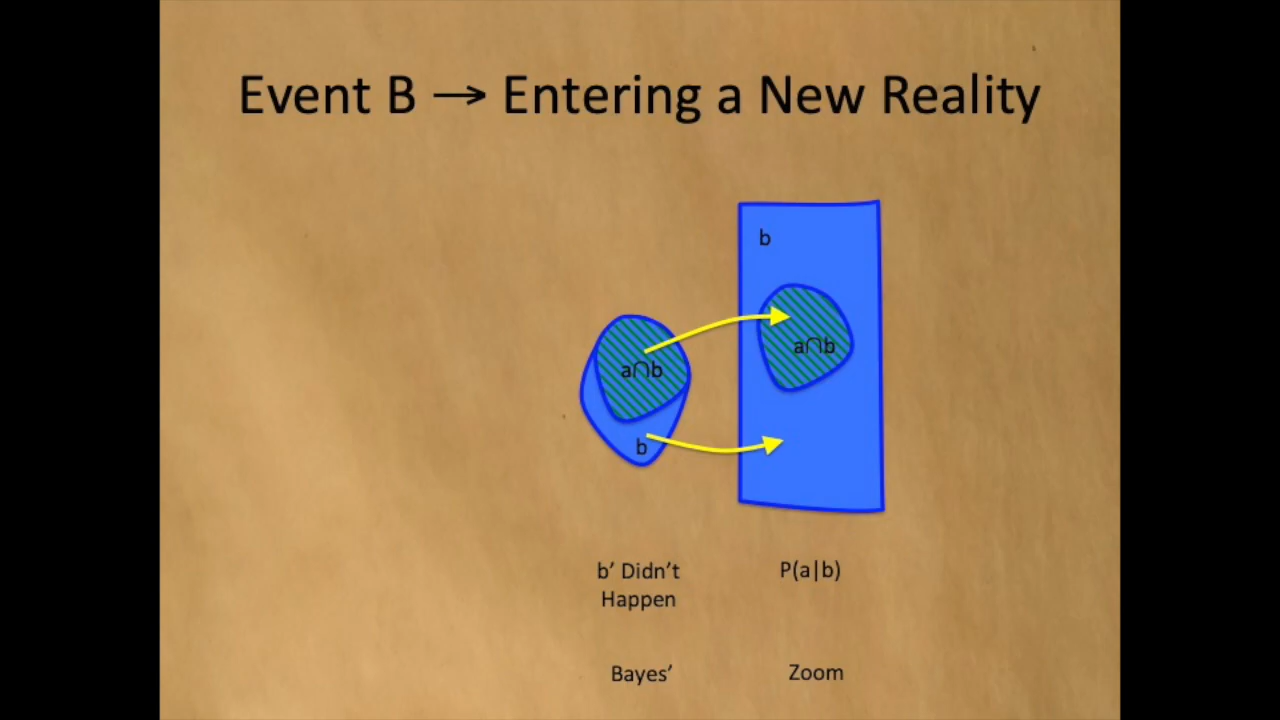 Event B → Entering a New Reality
b
a∩b
a∩b
b
b’ Didn’t
Happen
P(a|b)
Bayes’
Zoom